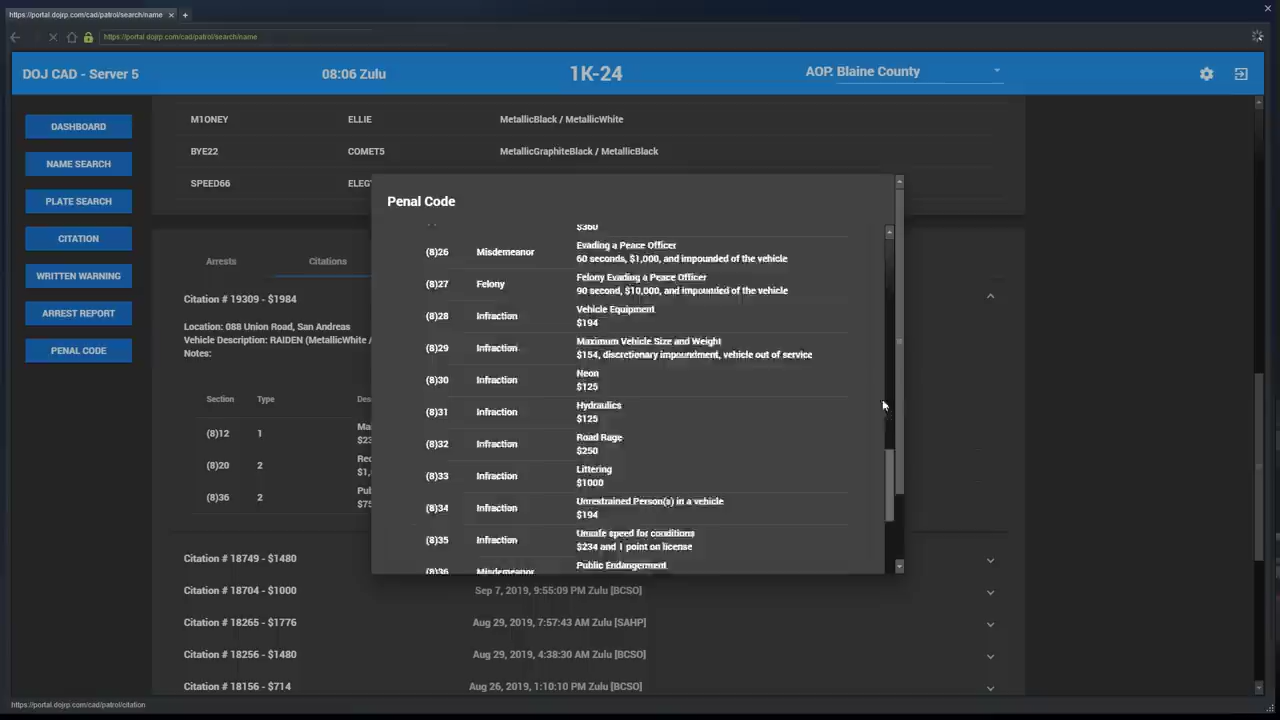 https://portal.dojrp.com/cad/patrol/search/name × +
https://portal.dojrp.com/cad/patrol/search/name
DOJ CAD - Server 5 08:06 Zulu 1K-24 AOP: Blaine County
DASHBOARD
NAME SEARCH
PLATE SEARCH
CITATION
WRITTEN WARNING
ARREST REPORT
PENAL CODE
M1ONEY ELLIE MetallicBlack / MetallicWhite
BYE22 COMET5 MetallicGraphiteBlack / MetallicBlack
SPEED66
Arrests Citations
Citation # 19309 - $1984
Location: 088 Union Road, San Andreas
Vehicle Description: RAIDEN (MetallicWhite /
Notes:
Section Type
(8)12 1
(8)20 2
(8)36 2
Penal Code
$360
(8)26 Misdemeanor Evading a Peace Officer
60 seconds, $1,000, and impounded of the vehicle
(8)27 Felony Felony Evading a Peace Officer
90 second, $10,000, and impounded of the vehicle
(8)28 Infraction Vehicle Equipment
$194
(8)29 Infraction Maximum Vehicle Size and Weight
$154, discretionary impoundment, vehicle out of service
(8)30 Infraction Neon
$125
(8)31 Infraction Hydraulics
$125
(8)32 Infraction Road Rage
$250
(8)33 Infraction Littering
$1000
(8)34 Infraction Unrestrained Person(s) in a vehicle
$194
(8)35 Infraction Unsafe speed for conditions
$234 and 1 point on license
(8)36 Misdemeanor Public Endangerment
Citation # 18749 - $1480
Citation # 18704 - $1000 Sep 7, 2019, 9:55:09 PM Zulu [BCSO]
Citation # 18265 - $1776 Aug 29, 2019, 7:57:43 AM Zulu [SAHP]
Citation # 18256 - $1480 Aug 29, 2019, 4:38:30 AM Zulu [BCSO]
Citation # 18156 - $714 Aug 26, 2019, 1:10:10 PM Zulu [BCSO]
https://portal.dojrp.com/cad/patrol/citation